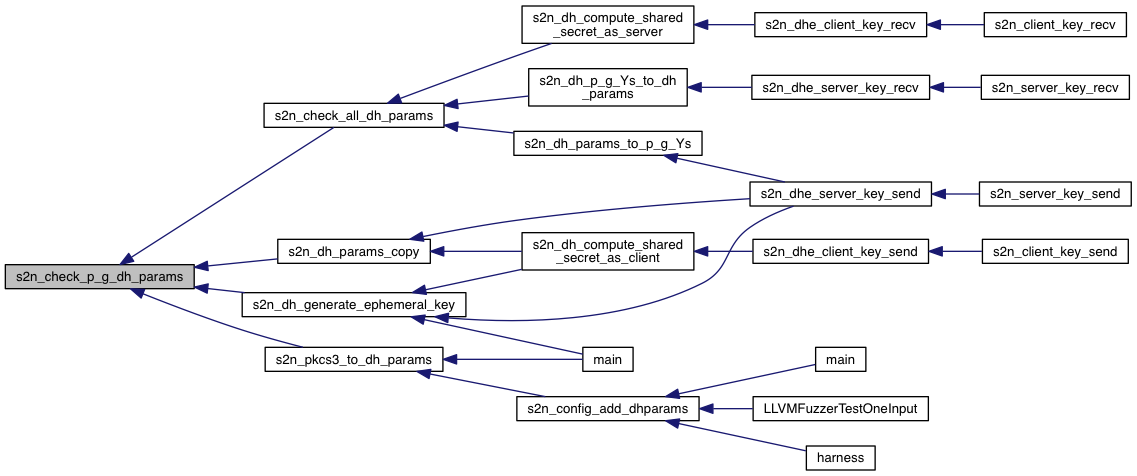 s2n_dh_compute_shared
_secret_as_server
s2n_dhe_client_key_recv
s2n_client_key_recv
s2n_dh_p_g_Ys_to_dh
_params
s2n_dhe_server_key_recv
s2n_server_key_recv
s2n_check_all_dh_params
s2n_dh_params_to_p_g_Ys
s2n_dhe_server_key_send
s2n_server_key_send
s2n_check_p_g_dh_params
s2n_dh_params_copy
s2n_dh_compute_shared
_secret_as_client
s2n_dhe_client_key_send
s2n_client_key_send
s2n_dh_generate_ephemeral_key
s2n_pkcs3_to_dh_params
main
main
s2n_config_add_dhparams
LLVMFuzzerTestOneInput
harness